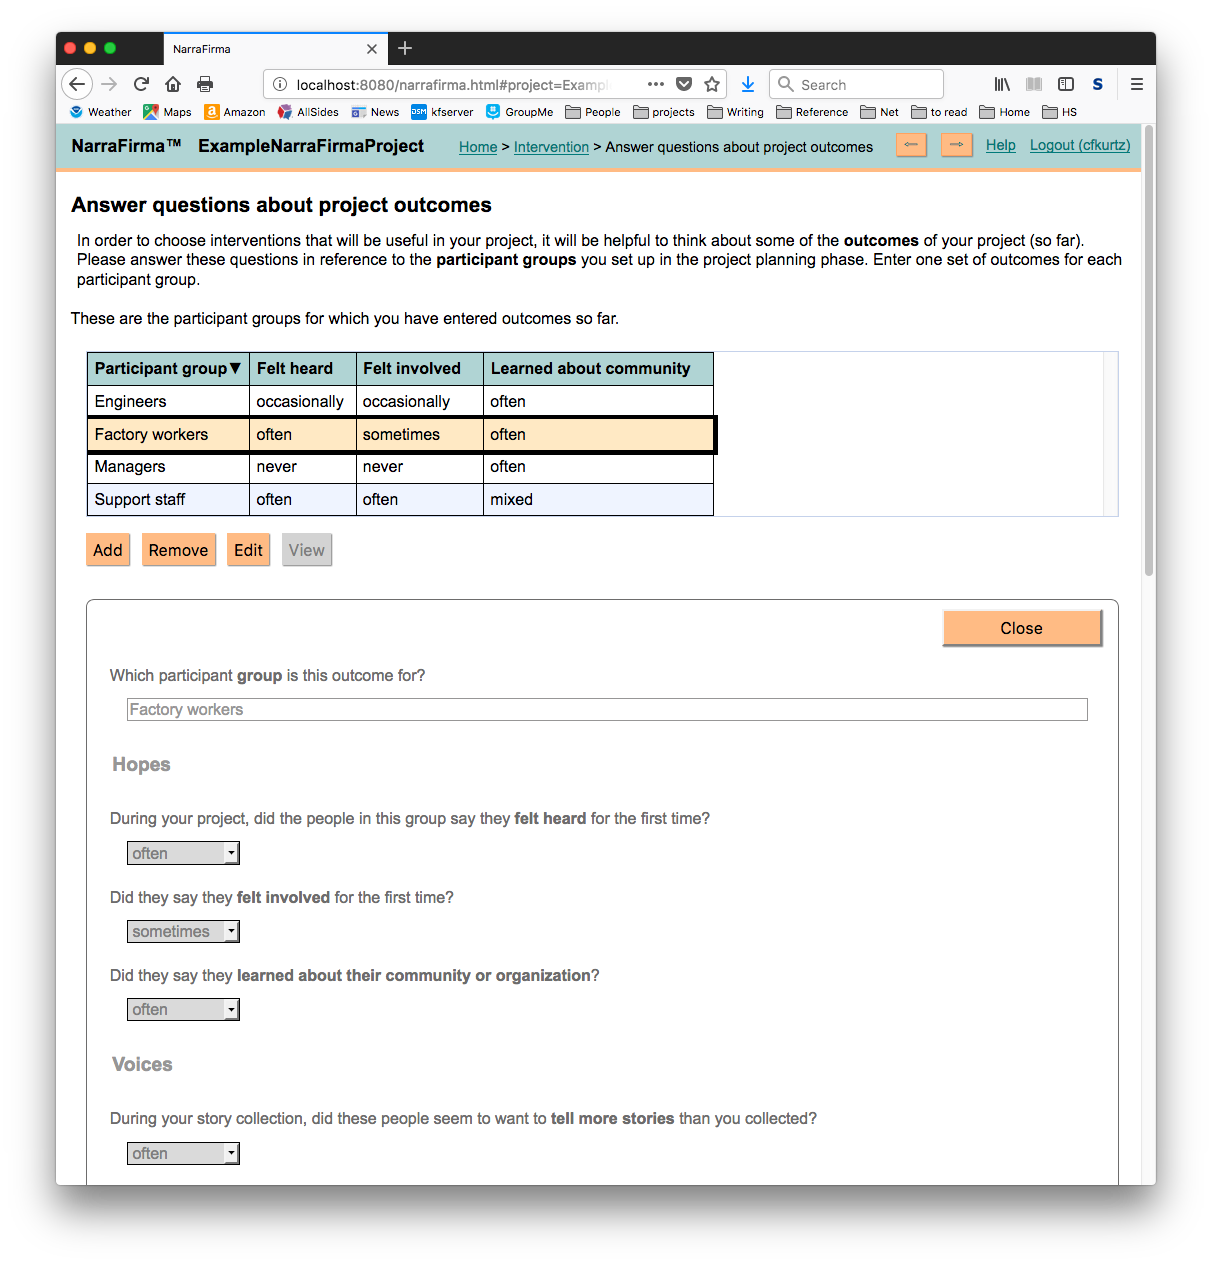 NarraFirma
localhost:8080/narrafirma.html#project=Exampl
Search
Weather Maps Amazon AllSides News kfserver GroupMe People projects Writing Reference Net to read Home HS
NarraFirma™ ExampleNarraFirmaProject Home > Intervention > Answer questions about project outcomes Help Logout (cfkurtz)
Answer questions about project outcomes
In order to choose interventions that will be useful in your project, it will be helpful to think about some of the outcomes of your project (so far).
Please answer these questions in reference to the participant groups you set up in the project planning phase. Enter one set of outcomes for each
participant group.
These are the participant groups for which you have entered outcomes so far.
Participant group▼ Felt heard Felt involved Learned about community
Engineers occasionally occasionally often
Factory workers often sometimes often
Managers never never often
Support staff often often mixed
Add Remove Edit View
Close
Which participant group is this outcome for?
Factory workers
Hopes
During your project, did the people in this group say they felt heard for the first time?
often
Did they say they felt involved for the first time?
sometimes
Did they say they learned about their community or organization?
often
Voices
During your story collection, did these people seem to want to tell more stories than you collected?
often